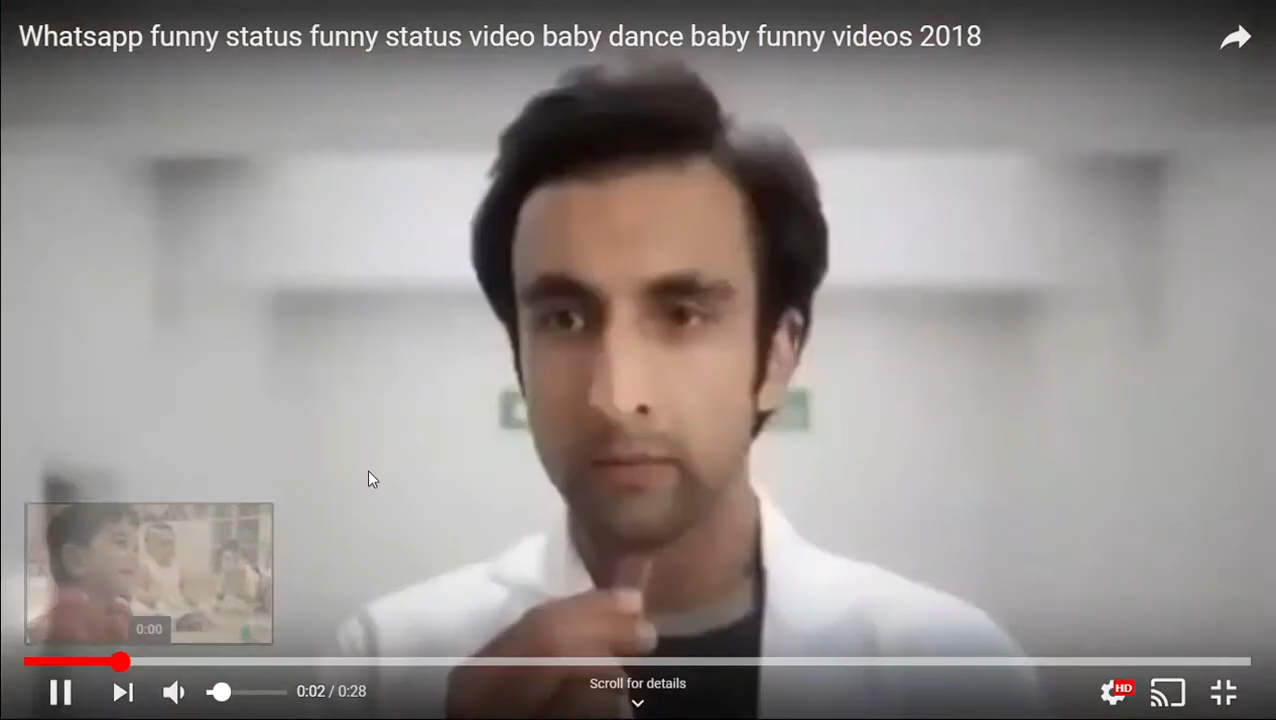 Whatsapp funny status funny status video baby dance baby funny videos 2018
0:00
Scroll for details
0:02 / 0:28
HD